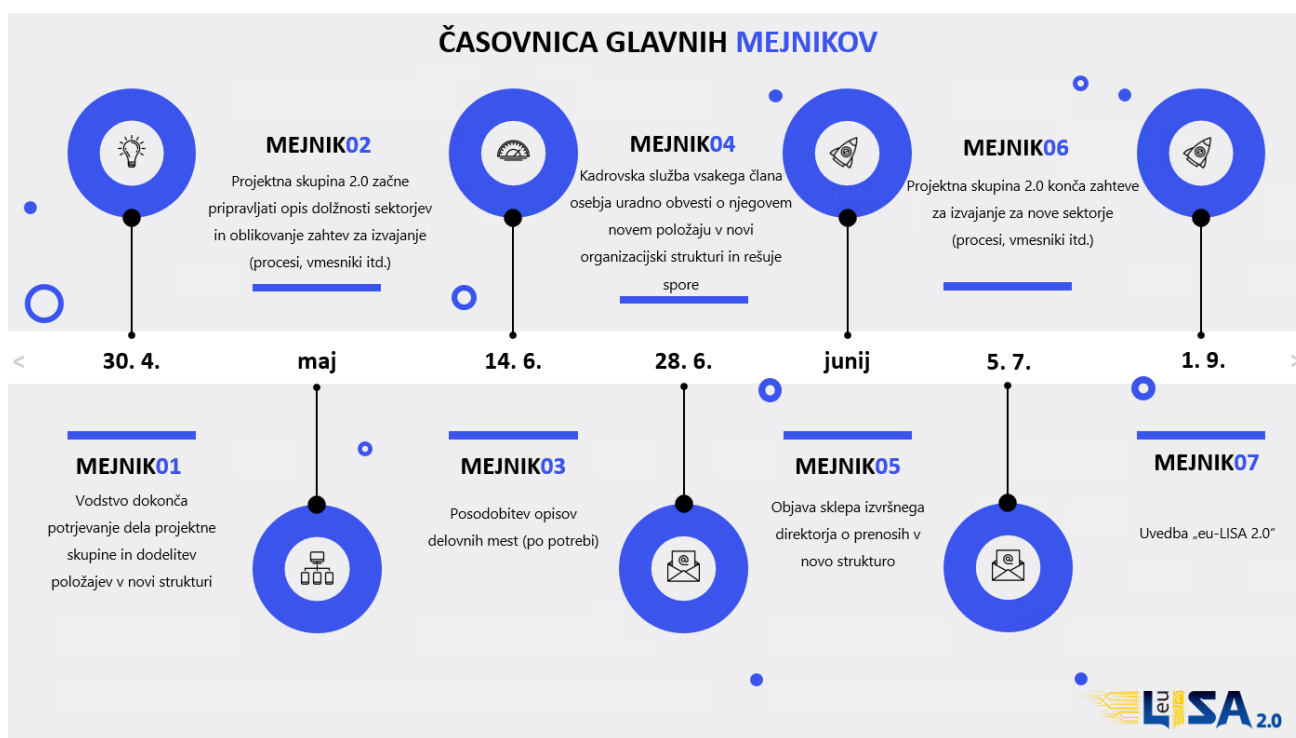 ČASOVNICA GLAVNIH MEJNIKOV
MEJNIK02
Projektna skupina 2.0 začne
pripravljati opis dolžnosti sektorjev
in oblikovanje zahtev za izvajanje
(procesi, vmesniki itd.)
MEJNIK04
Kadrovska služba vsakega člana
osebja uradno obvesti o njegovem
novem položaju v novi
organizacijski strukturi in rešuje
spore
MEJNIK06
Projektna skupina 2.0 konča zahteve
za izvajanje za nove sektorje
(procesi, vmesniki itd.)
< 30. 4. maj 14. 6. 28. 6. junij 5. 7. 1. 9. >
MEJNIK01
Vodstvo dokonča
potrjevanje dela projektne
skupine in dodelitev
položajev v novi strukturi
MEJNIK03
Posodobitev opisov
delovnih mest (po potrebi)
MEJNIK05
Objava sklepa izvršnega
direktorja o prenosih v
novo strukturo
MEJNIK07
Uvedba „eu-LISA 2.0“
eu LISA 2.0